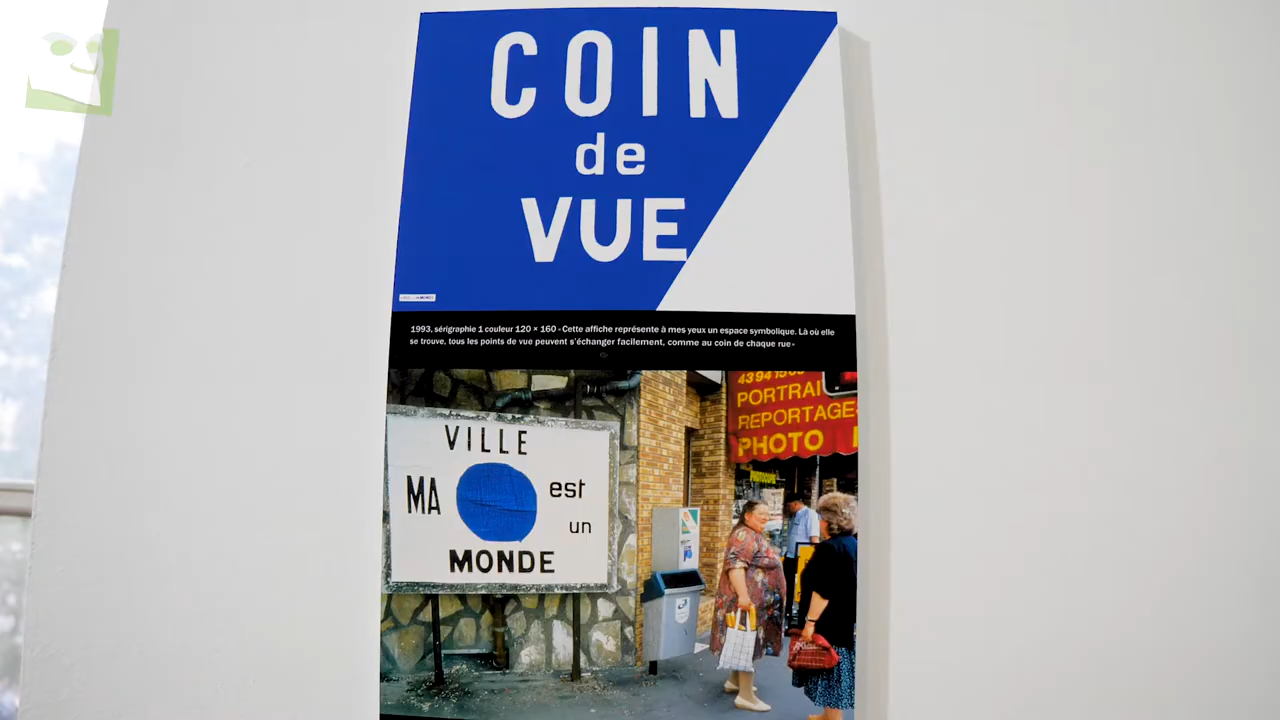 COIN
de
VUE
1993, sérigraphie 1 couleur 120 × 160 - Cette affiche représente à mes yeux un espace symbolique. Là où elle
se trouve, tous les points de vue peuvent s'échanger facilement, comme au coin de chaque rue -
VILLE
MA est
un
MONDE
PORTRAI
REPORTAGE
PHOTO